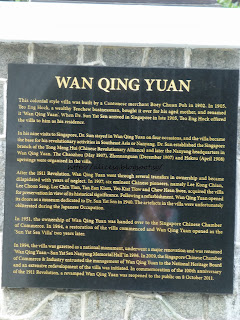 WAN QING YUAN
This colonial style villa was built by a Cantonese merchant Boey Chuan Poh in 1902. In 1905,
Teo Eng Hock, a wealthy Teochew businessman, bought it over for his aged mother, and renamed
it 'Wan Qing Yuan'. When Dr. Sun Yat Sen arrived in Singapore in late 1905, Teo Eng Hock offered
the villa to him as his residence.
In his nine visits to Singapore, Dr. Sun stayed in Wan Qing Yuan on four occasions, and the villa became
the base for his revolutionary activities in Southeast Asia or Nanyang. Dr. Sun established the Singapore
branch of the Tong Meng Hui (Chinese Revolutionary Alliance) and later the Nanyang headquarters in
Wan Qing Yuan. The Chaozhou (May 1907), Zhennanguan (December 1907) and Hekou (April 1908)
uprisings were organised in the villa.
After the 1911 Revolution, Wan Qing Yuan went through several transfers in ownership and became
dilapidated with years of neglect. In 1937, six eminent Chinese pioneers, namely Lee Kong Chian,
Lee Choon Seng, Lee Chin Tian, Tan Ean Kiam, Yeo Kiat Tiow and Chew Hean Swee, acquired the villa
for preservation in view of its historical significance. Following a refurbishment, Wan Qing Yuan opened
its doors as a museum dedicated to Dr. Sun Yat Sen in 1940. The artefacts in the villa were unfortunately
obliterated during the Japanese Occupation.
In 1951, the ownership of Wan Qing Yuan was handed over to the Singapore Chinese Chamber
of Commerce. In 1964, a restoration of the villa commenced and Wan Qing Yuan opened as the
'Sun Yat Sen Villa' two years later.
In 1994, the villa was gazetted as a national monument, underwent a major renovation and was renamed
'Wan Qing Yuan – Sun Yat Sen Nanyang Memorial Hall' in 1996. In 2009, the Singapore Chinese Chamber
of Commerce & Industry entrusted the management of Wan Qing Yuan to the National Heritage Board
and an extensive redevelopment of the villa was initiated. In commemoration of the 100th anniversary
of the 1911 Revolution, a revamped Wan Qing Yuan was reopened to the public on 8 October 2011.